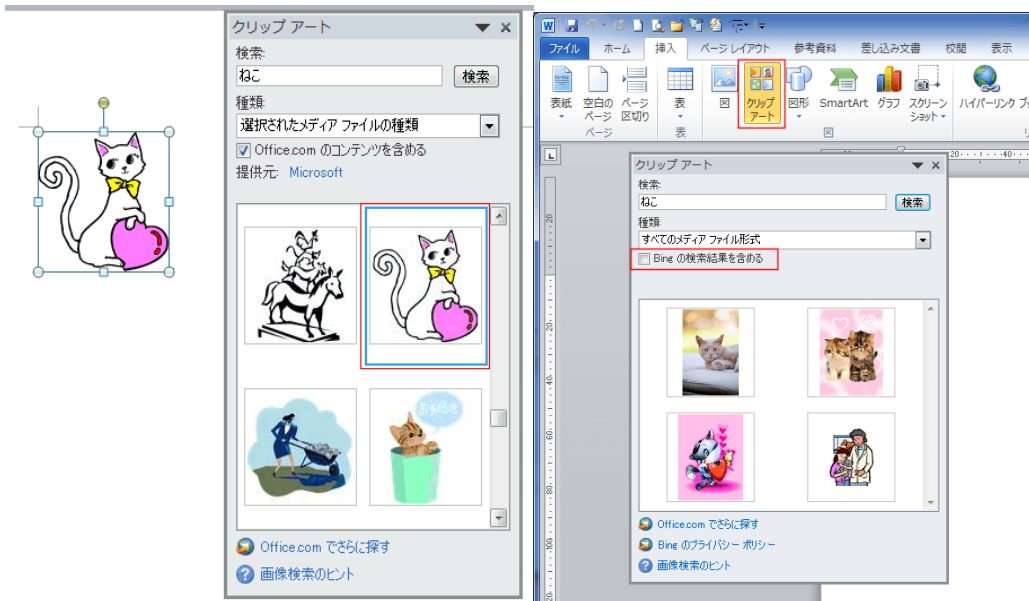 クリップ アート
検索:
ねこ
検索
種類:
選択されたメディア ファイルの種類
Office.com のコンテンツを含める
提供元: Microsoft
お知らせ
Office.com でさらに探す
画像検索のヒント
W
ファイル ホーム 挿入 ページ レイアウト 参考資料 差し込み文書 校閲 表示
表紙 空白の ページ 表 図 クリップ 図形 SmartArt グラフ スクリーン ハイパーリンク ブ
ページ 区切り アート ショット
ページ 表 図
L
クリップ アート
検索:
ねこ
検索
種類:
すべてのメディア ファイル形式
Bing の検索結果を含める
Office.com でさらに探す
Bing のプライバシー ポリシー
画像検索のヒント